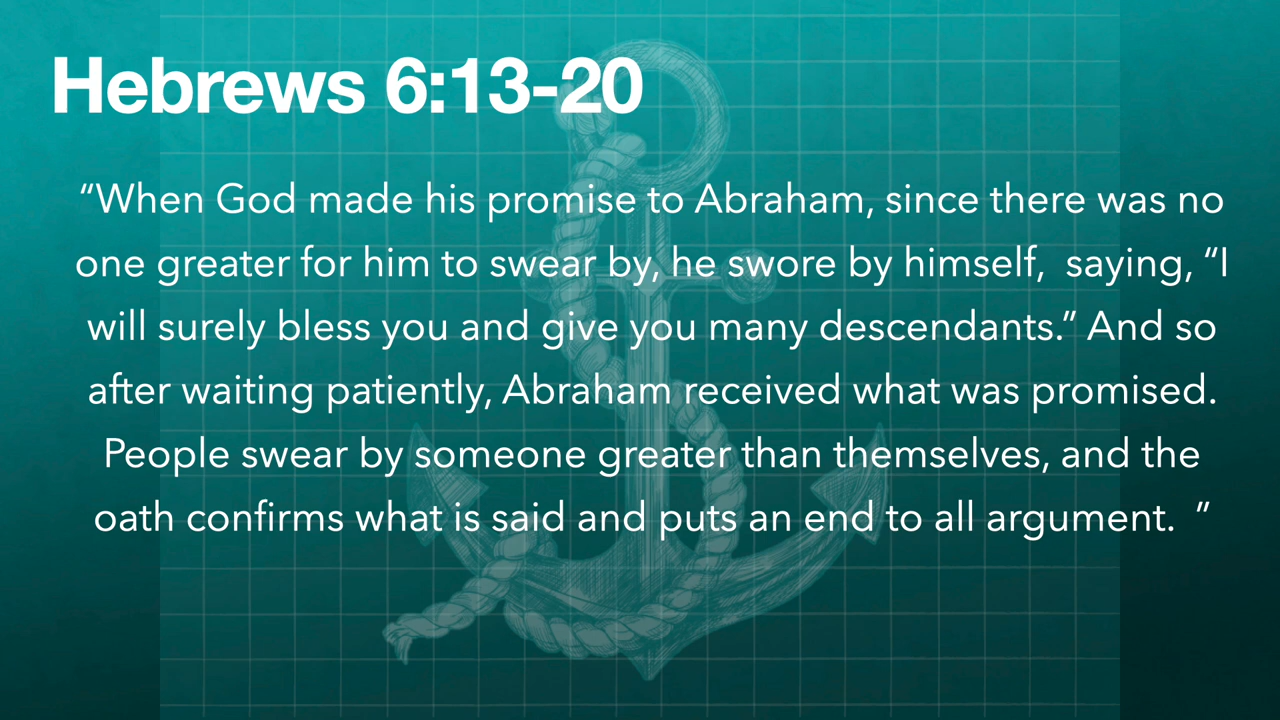 Hebrews 6:13-20
“When God made his promise to Abraham, since there was no
one greater for him to swear by, he swore by himself,  saying, “I
will surely bless you and give you many descendants.” And so
after waiting patiently, Abraham received what was promised.
People swear by someone greater than themselves, and the
oath confirms what is said and puts an end to all argument.  ”